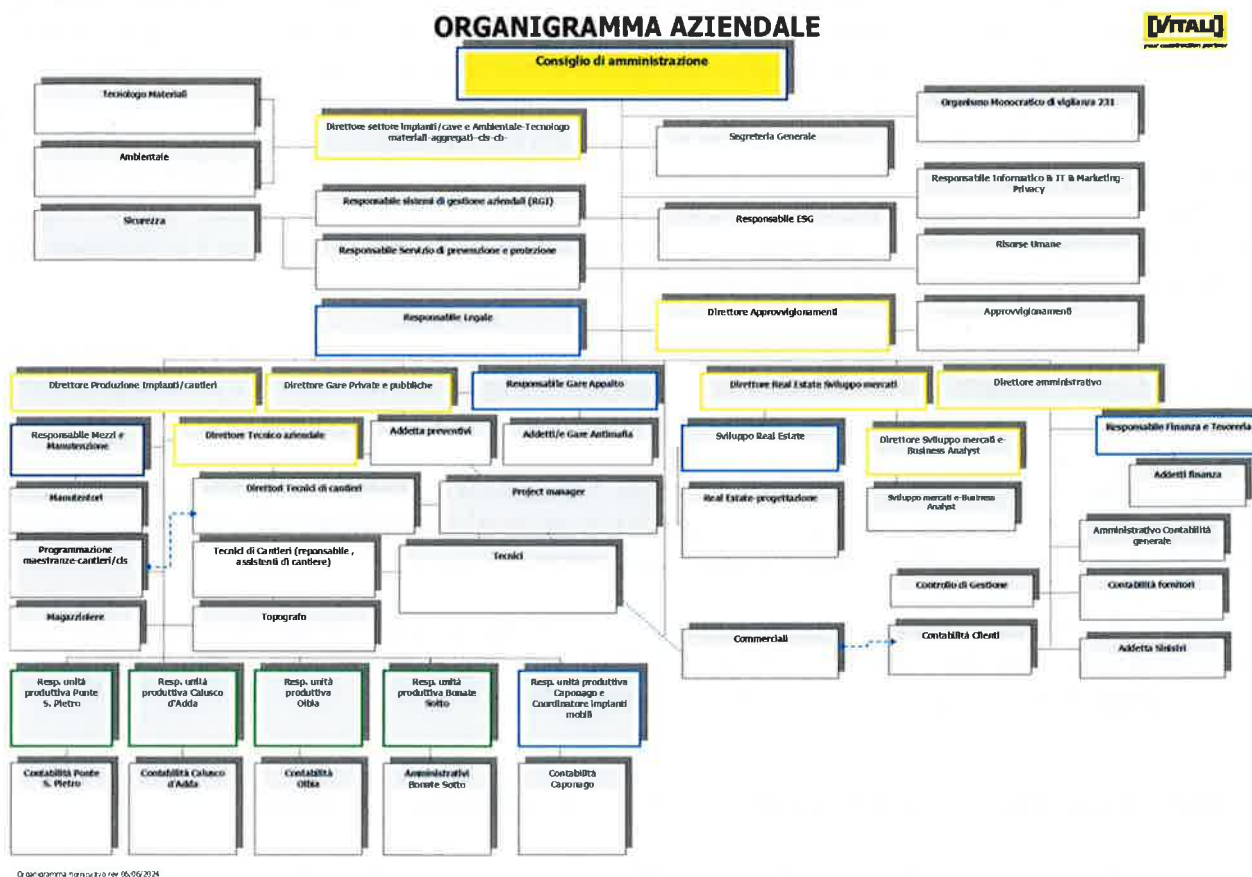 ORGANIGRAMMA AZIENDALE
[VITALI]
your construction partner
Consiglio di amministrazione
Tecnologo Materiali
Organismo Monocratico di vigilanza 231
Direttore settore impianti/cave e Ambientale-Tecnologo
materiali-aggregati-cls-cb-
Segreteria Generale
Ambientale
Responsabile Informatico & IT & Marketing-
Privacy
Responsabile sistemi di gestione aziendali (RGI)
Sicurezza
Responsabile ESG
Responsabile Servizio di prevenzione e protezione
Risorse Umane
Responsabile Legale
Direttore Approvvigionamenti
Approvvigionamenti
Direttore Produzione Impianti/cantieri
Direttore Gare Private e pubbliche
Responsabile Gare Appalto
Direttore Real Estate Sviluppo mercati
Direttore amministrativo
Responsabile Mezzi e
Manutenzione
Direttore Tecnico aziendale
Addetta preventivi
Addetti/e Gare Antimafia
Sviluppo Real Estate
Direttore Sviluppo mercati e-
Business Analyst
Responsabile Finanza e Tesoreria
Addetti finanza
Manutentori
Direttori Tecnici di cantieri
Project manager
Real Estate-progettazione
Sviluppo mercati e-Business
Analyst
Amministrativo Contabilità
generale
Programmazione
maestranze-cantieri/cls
Tecnici di Cantieri (reponsabile ,
assistenti di cantiere)
Tecnici
Controllo di Gestione
Contabilità fornitori
Magazziniere
Topografo
Commerciali
Contabilità Clienti
Addetta Sinistri
Resp. unità
produttiva Ponte
S. Pietro
Resp. unità
produttiva Calusco
d'Adda
Resp. unità
produttiva
Olbia
Resp. unità
produttiva Bonate
Sotto
Resp. unità produttiva
Caponago e
Coordinatore impianti
mobili
Contabilità Ponte
S. Pietro
Contabilità Calusco
d'Adda
Contabilità
Olbia
Amministrativi
Bonate Sotto
Contabilità
Caponago
Organigramma nominativo rev 06/06/2024